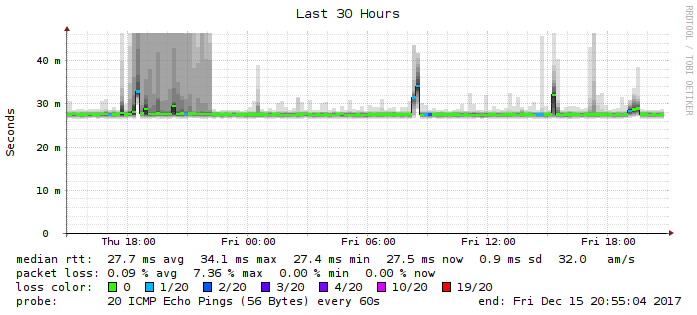 Last 30 Hours
RRDTOOL / TOBI OETIKER
Seconds
40 m
30 m
20 m
10 m
0
Thu 18:00 Fri 00:00 Fri 06:00 Fri 12:00 Fri 18:00
median rtt: 27.7 ms avg 34.1 ms max 27.4 ms min 27.5 ms now 0.9 ms sd 32.0 am/s
packet loss: 0.09 % avg 7.36 % max 0.00 % min 0.00 % now
loss color: 0 1/20 2/20 3/20 4/20 10/20 19/20
probe: 20 ICMP Echo Pings (56 Bytes) every 60s end: Fri Dec 15 20:55:04 2017